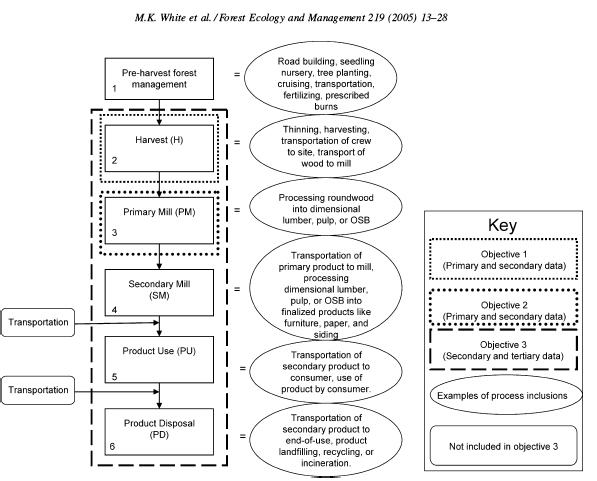 M.K. White et al. / Forest Ecology and Management 219 (2005) 13–28
Pre-harvest forest
management
1
=
Road building, seedling
nursery, tree planting,
cruising, transportation,
fertilizing, prescribed
burns
Harvest (H)
2
=
Thinning, harvesting,
transportation of crew
to site, transport of
wood to mill
Primary Mill (PM)
3
=
Processing roundwood
into dimensional
lumber, pulp, or OSB
Secondary Mill
(SM)
4
=
Transportation of
primary product to mill,
processing
dimensional lumber,
pulp, or OSB into
finalized products like
furniture, paper, and
siding
Transportation
Product Use (PU)
5
=
Transportation of
secondary product to
consumer, use of
product by consumer.
Transportation
Product Disposal
(PD)
6
=
Transportation of
secondary product to
end-of-use, product
landfilling, recycling, or
incineration.
Key
Objective 1
(Primary and secondary data)
Objective 2
(Primary and secondary data)
Objective 3
(Secondary and tertiary data)
Examples of process inclusions
Not included in objective 3